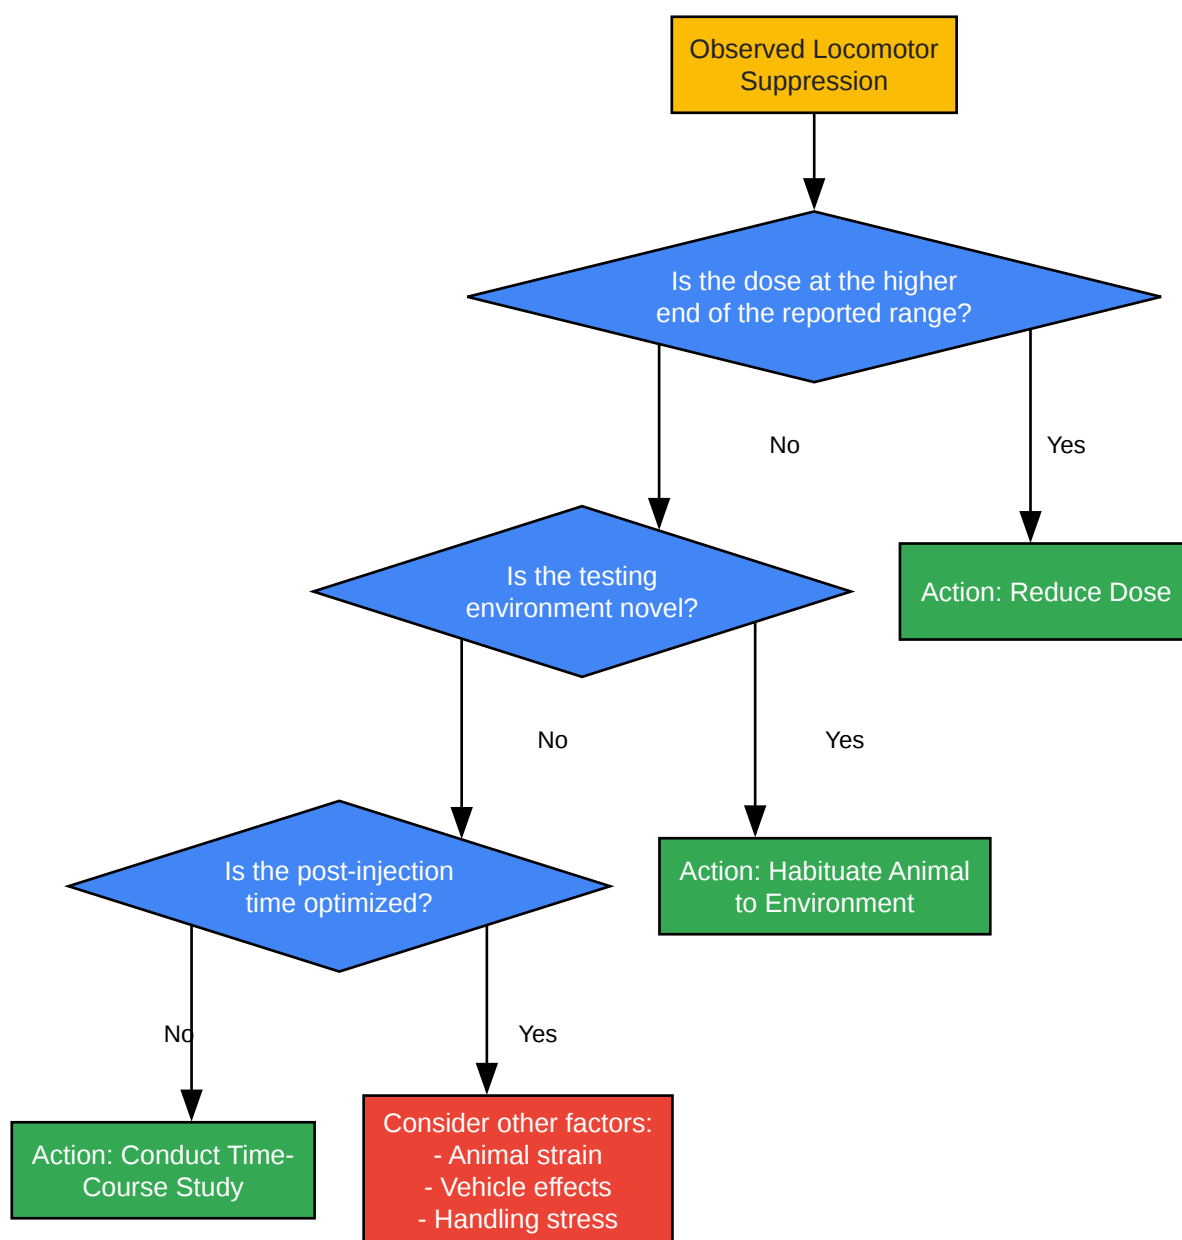 Observed Locomotor
Suppression
Is the dose at the higher
end of the reported range?
No
Yes
Is the testing
environment novel?
Action: Reduce Dose
No
Yes
Is the post-injection
time optimized?
Action: Habituate Animal
to Environment
No
Yes
Action: Conduct Time-
Course Study
Consider other factors:
- Animal strain
- Vehicle effects
- Handling stress